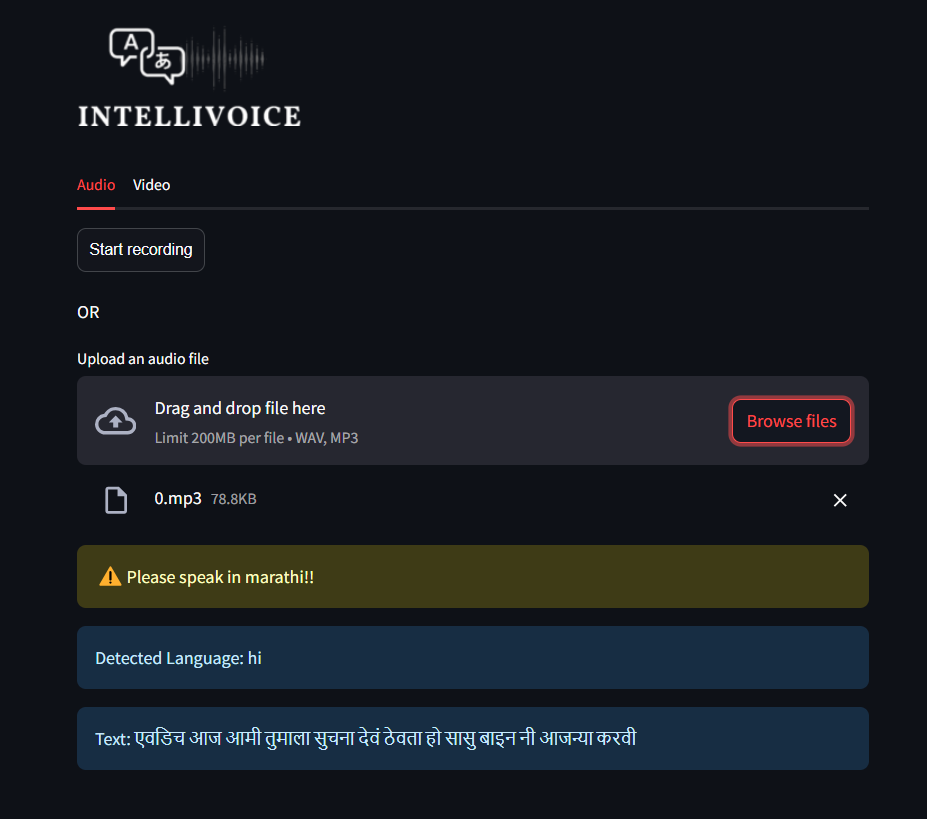 A あ
INTELLIVOICE
Audio Video
Start recording
OR
Upload an audio file
Drag and drop file here
Limit 200MB per file • WAV, MP3
Browse files
0.mp3 78.8KB
Please speak in marathi!!
Detected Language: hi
Text: एवडिच आज आमी तुमाला सुचना देवं ठेवता हो सासु बाइन नी आजन्या करवी